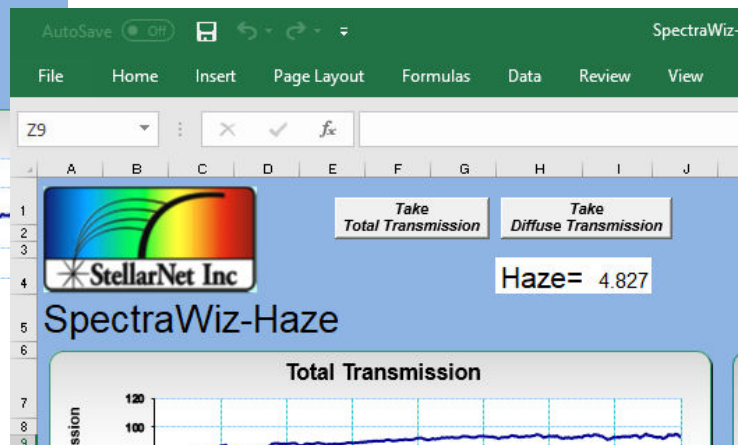 AutoSave Off SpectraWiz-
File Home Insert Page Layout Formulas Data Review View
Z9 fx
A B C D E F G H I J
1
2
3
4
5
6
7
8
9
Take
Total Transmission
Take
Diffuse Transmission
StellarNet Inc
Haze= 4.827
SpectraWiz-Haze
Total Transmission
120
100
ssion